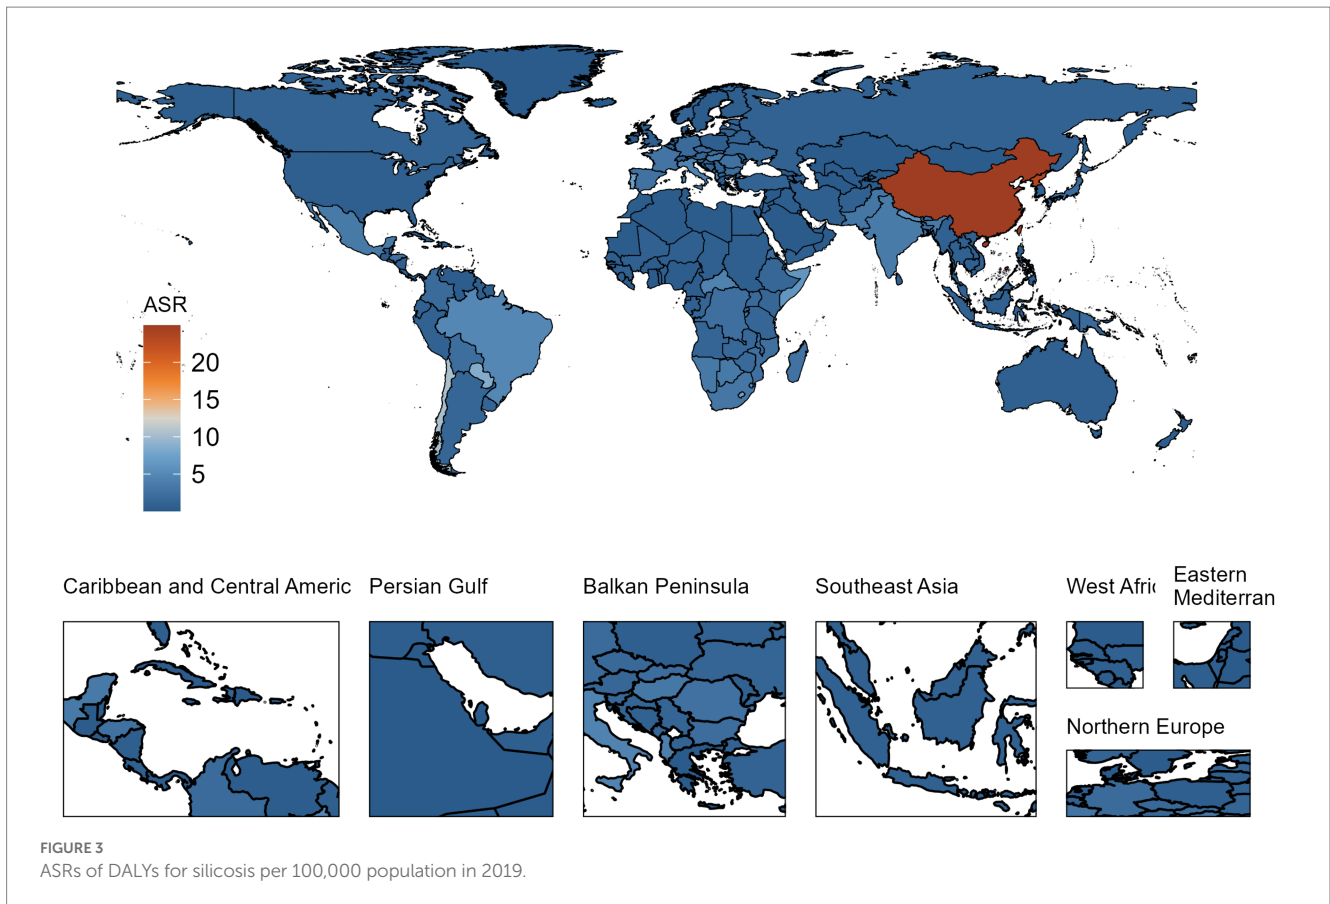 ASR
20
15
10
5
Caribbean and Central Americ
Persian Gulf
Balkan Peninsula
Southeast Asia
West Afric
Eastern
Mediterran
Northern Europe
FIGURE 3
ASRs of DALYs for silicosis per 100,000 population in 2019.